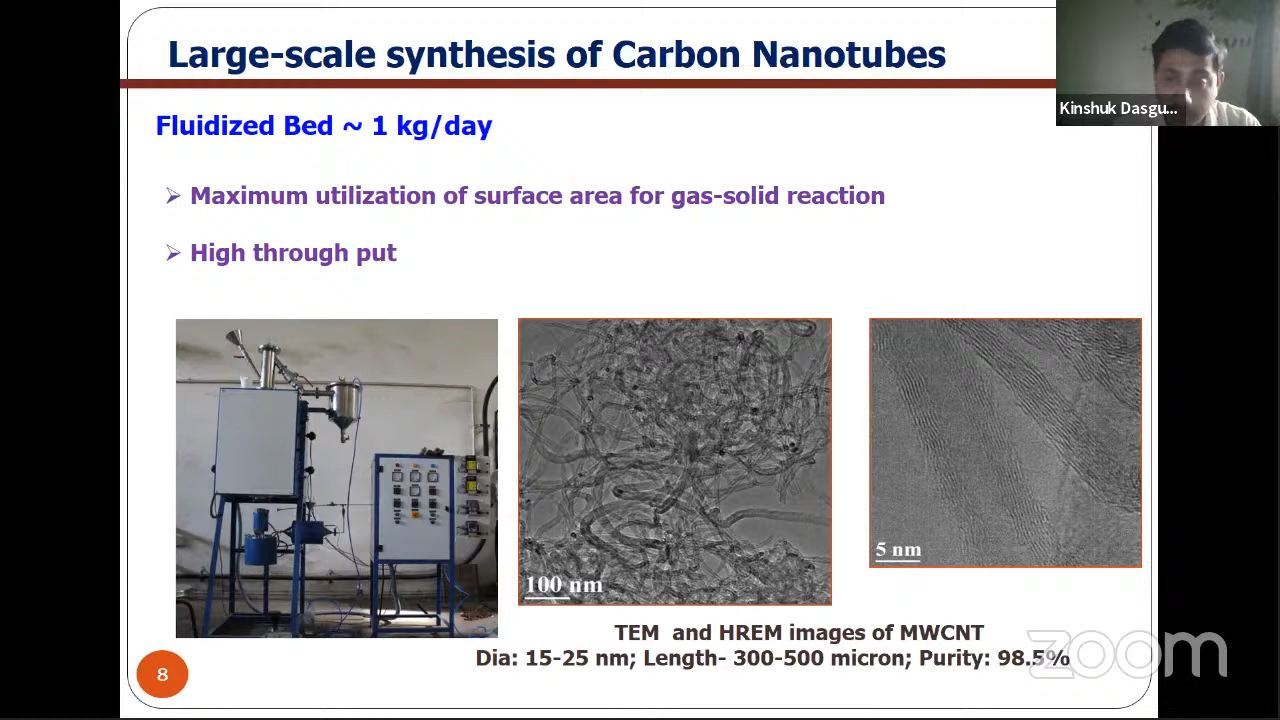 Large-scale synthesis of Carbon Nanotubes
Kinshuk Dasgu...
Fluidized Bed ~ 1 kg/day
Maximum utilization of surface area for gas-solid reaction
High through put
100 nm
5 nm
TEM and HREM images of MWCNT
Dia: 15-25 nm; Length- 300-500 micron; Purity: 98.5%
zoom
8